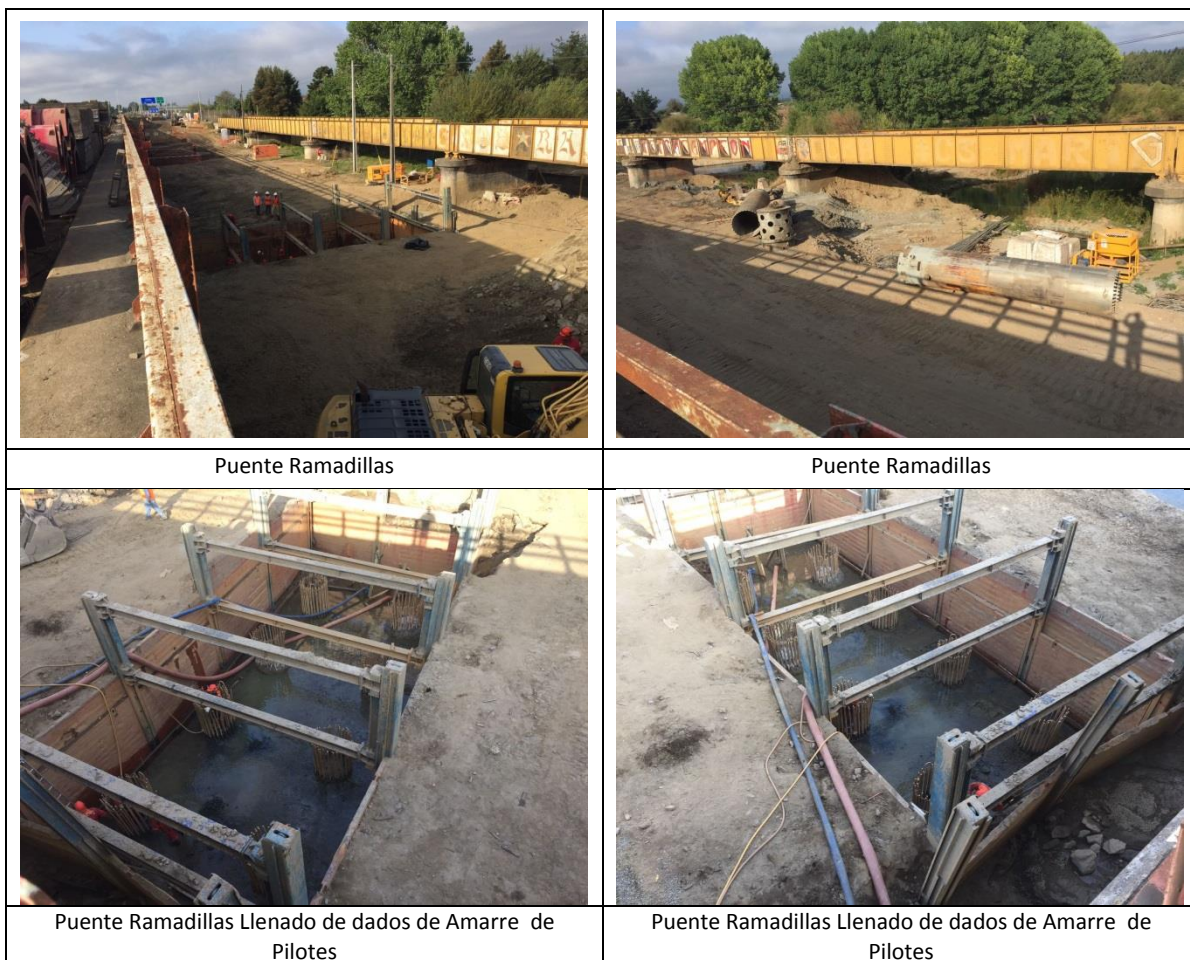 Puente Ramadillas
Puente Ramadillas
Puente Ramadillas Llenado de dados de Amarre de
Pilotes
Puente Ramadillas Llenado de dados de Amarre de
Pilotes